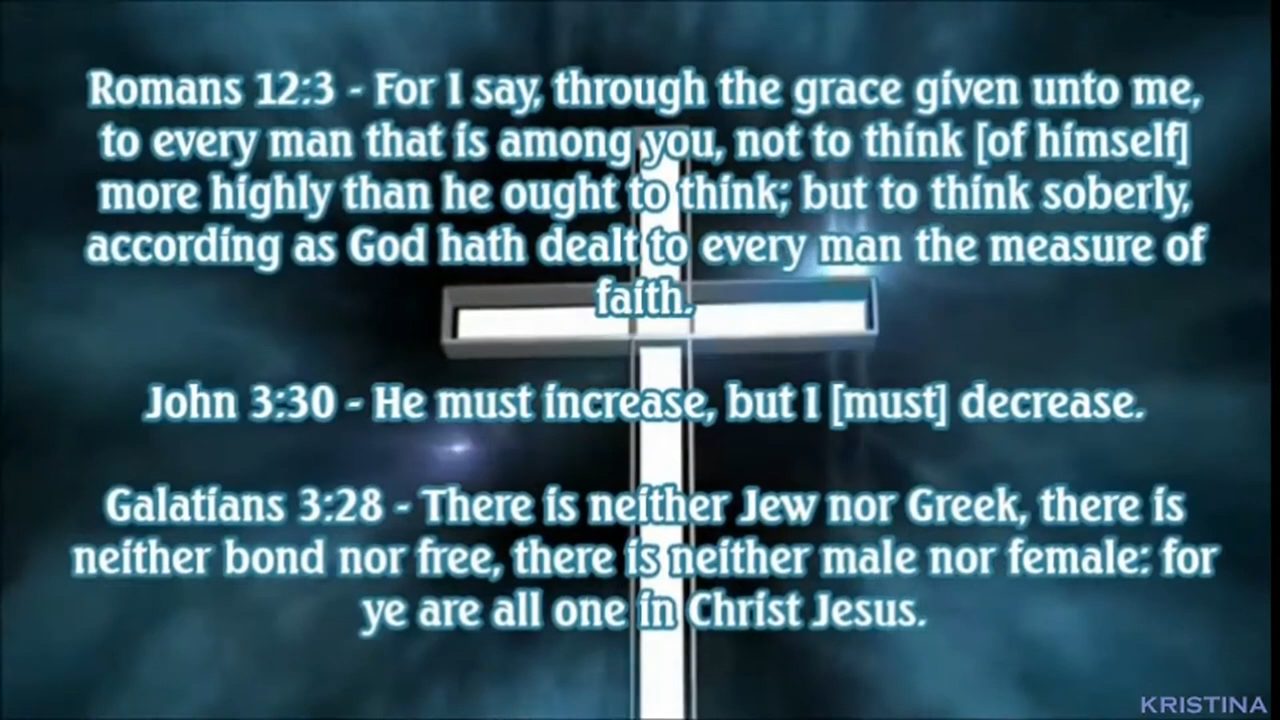 Romans 12:3 - For I say, through the grace given unto me,
to every man that is among you, not to think [of himself]
more highly than he ought to think; but to think soberly,
according as God hath dealt to every man the measure of
faith.
John 3:30 - He must increase, but I [must] decrease.
Galatians 3:28 - There is neither Jew nor Greek, there is
neither bond nor free, there is neither male nor female: for
ye are all one in Christ Jesus.
KRISTINA